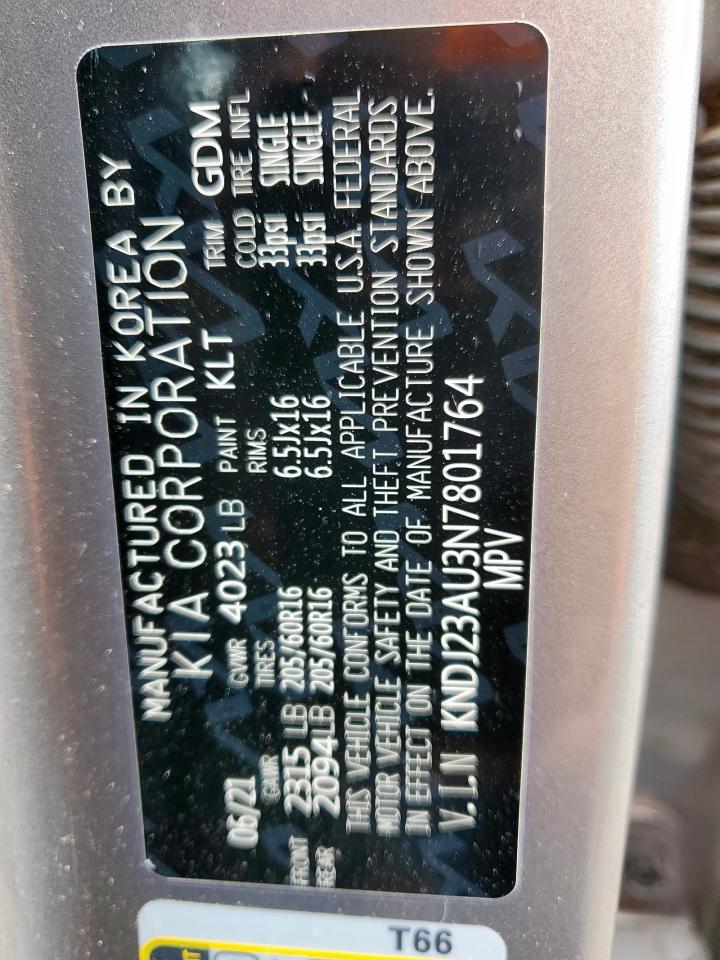 MANUFACTURED IN KOREA BY
KIA CORPORATION
06/21 GVWR 4023 LB PAINT KLT TRIM GDM
GAWR TIRES RIMS COLD TIRE INFL
FRONT 2315 LB 205/60R16 6.5Jx16 33psi SINGLE
REAR 2094LB 205/60R16 6.5Jx16 33psi SINGLE
THIS VEHICLE CONFORMS TO ALL APPLICABLE U.S.A. FEDERAL
MOTOR VEHICLE SAFETY AND THEFT PREVENTION STANDARDS
IN EFFECT ON THE DATE OF MANUFACTURE SHOWN ABOVE.
V.I.N KNDJ23AU3N7801764
MPV
T66